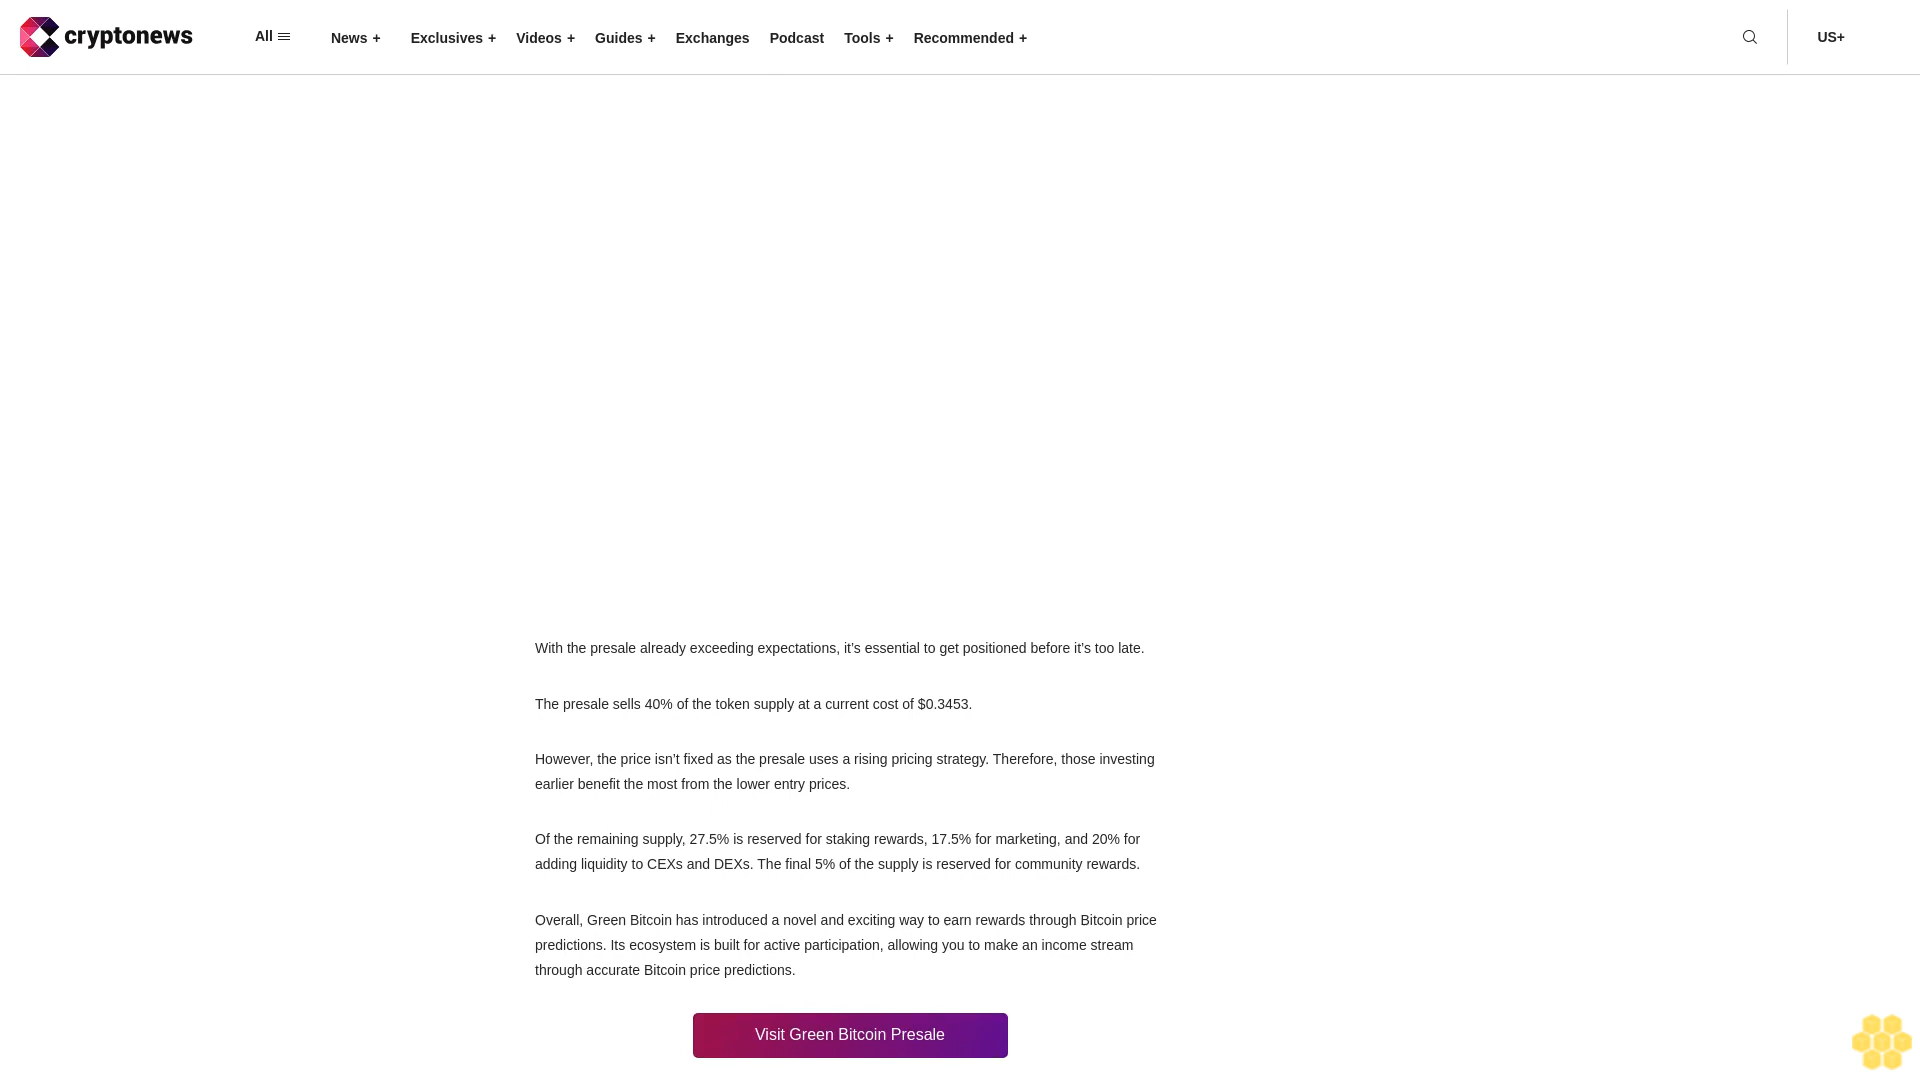 cryptonews
All
News +
Exclusives +
Videos +
Guides +
Exchanges
Podcast
Tools +
Recommended +
US+
With the presale already exceeding expectations, it’s essential to get positioned before it’s too late.
The presale sells 40% of the token supply at a current cost of $0.3453.
However, the price isn’t fixed as the presale uses a rising pricing strategy. Therefore, those investing
earlier benefit the most from the lower entry prices.
Of the remaining supply, 27.5% is reserved for staking rewards, 17.5% for marketing, and 20% for
adding liquidity to CEXs and DEXs. The final 5% of the supply is reserved for community rewards.
Overall, Green Bitcoin has introduced a novel and exciting way to earn rewards through Bitcoin price
predictions. Its ecosystem is built for active participation, allowing you to make an income stream
through accurate Bitcoin price predictions.
Visit Green Bitcoin Presale